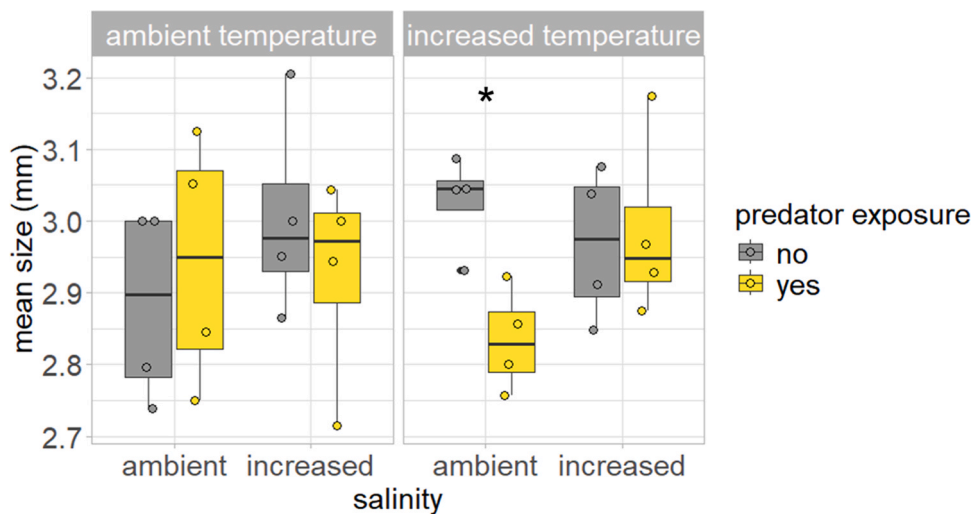 ambient temperature
increased temperature
3.2
3.1
3.0
2.9
2.8
2.7
mean size (mm)
*
ambient
increased
ambient
increased
salinity
predator exposure
no
yes